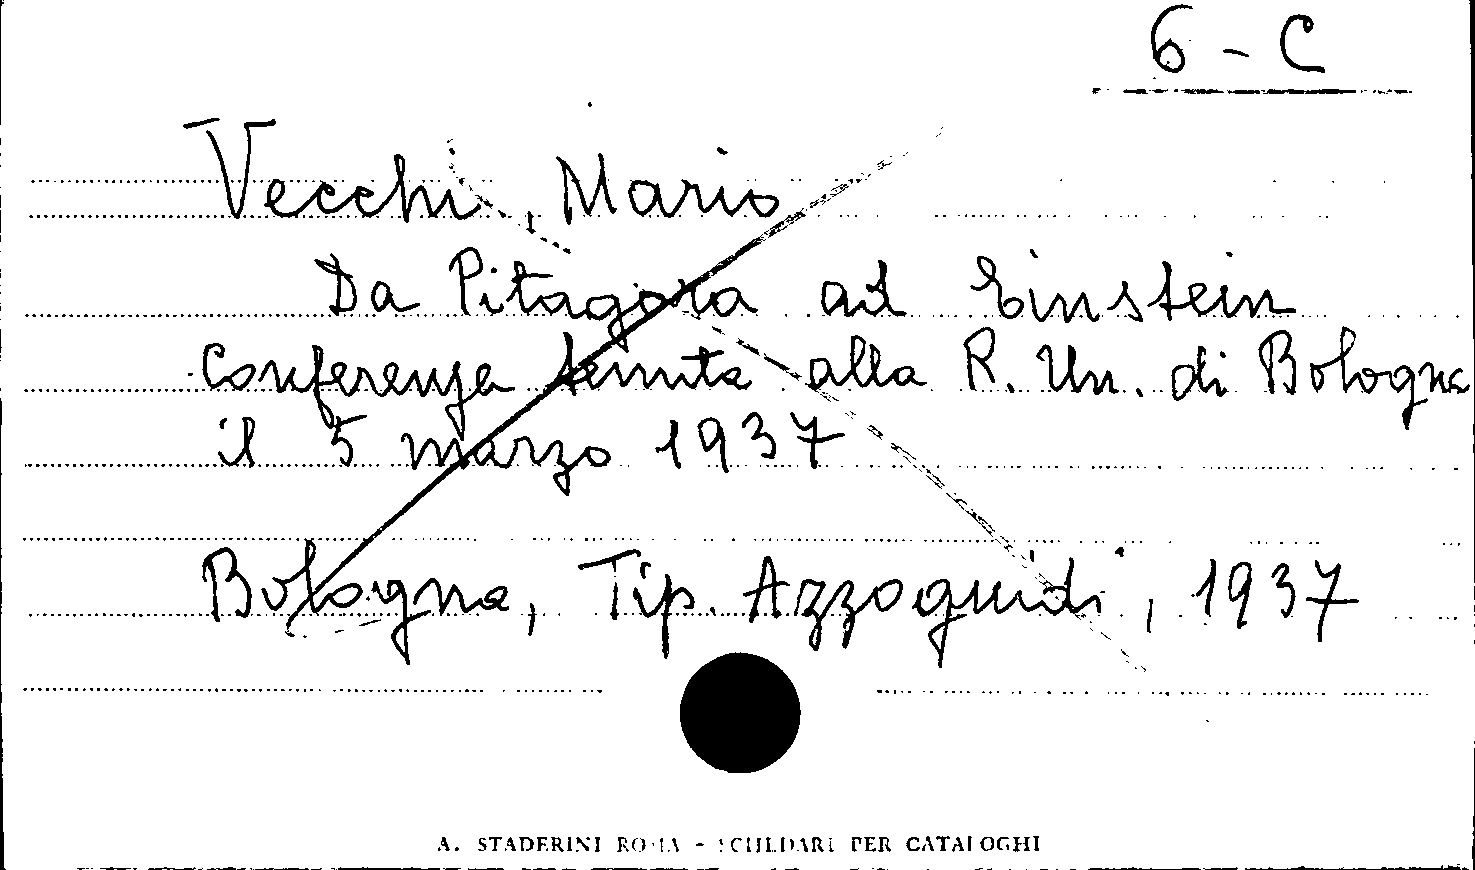 6 - C
Vecchi, Mario
Da Pitagora ad Einstein
Conferenza tenuta alla R. Un. di Bologna
il 5 marzo 1937
Bologna, Tip. Azzoguidi, 1937
A. STADERINI ROMA - SCHEDARI PER CATALOGHI